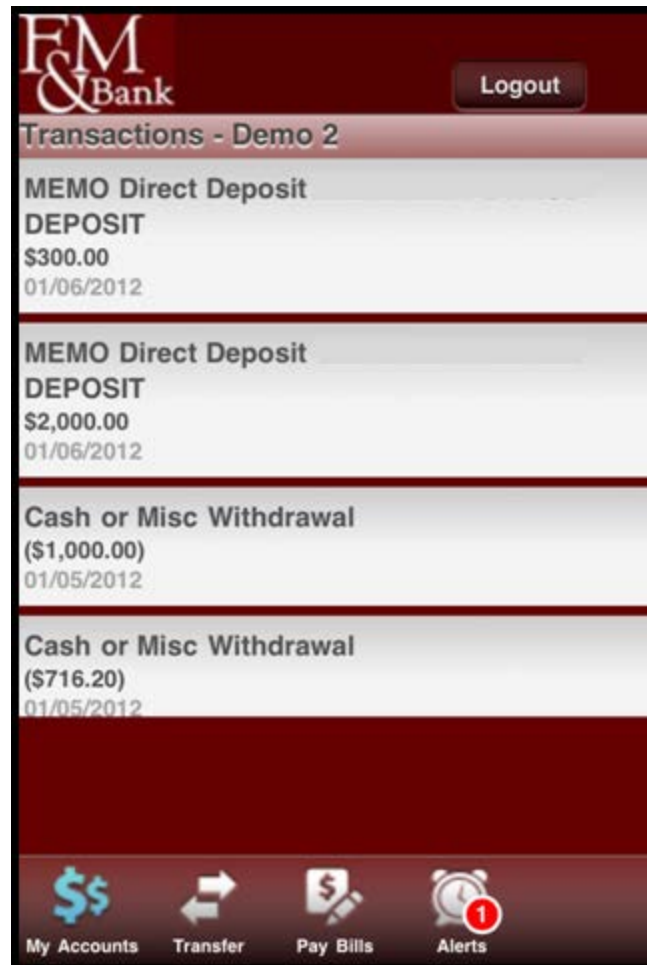 F&M
Bank
Logout
Transactions - Demo 2
MEMO Direct Deposit
DEPOSIT
$300.00
01/06/2012
MEMO Direct Deposit
DEPOSIT
$2,000.00
01/06/2012
Cash or Misc Withdrawal
($1,000.00)
01/05/2012
Cash or Misc Withdrawal
($716.20)
01/05/2012
1
My Accounts Transfer Pay Bills Alerts